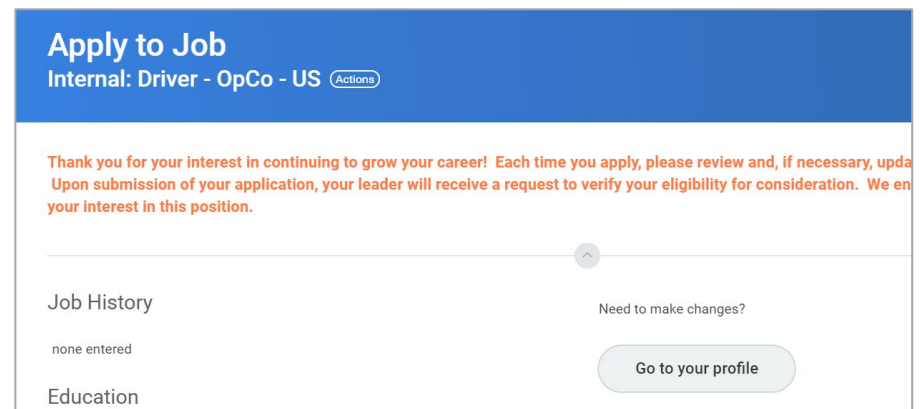 Apply to Job
Internal: Driver - OpCo - US Actions
Thank you for your interest in continuing to grow your career! Each time you apply, please review and, if necessary,
Upon submission of your application, your leader will receive a request to verify your eligibility for consideration. We
your interest in this position.
Job History
Need to make changes?
none entered
Go to your profile
Education